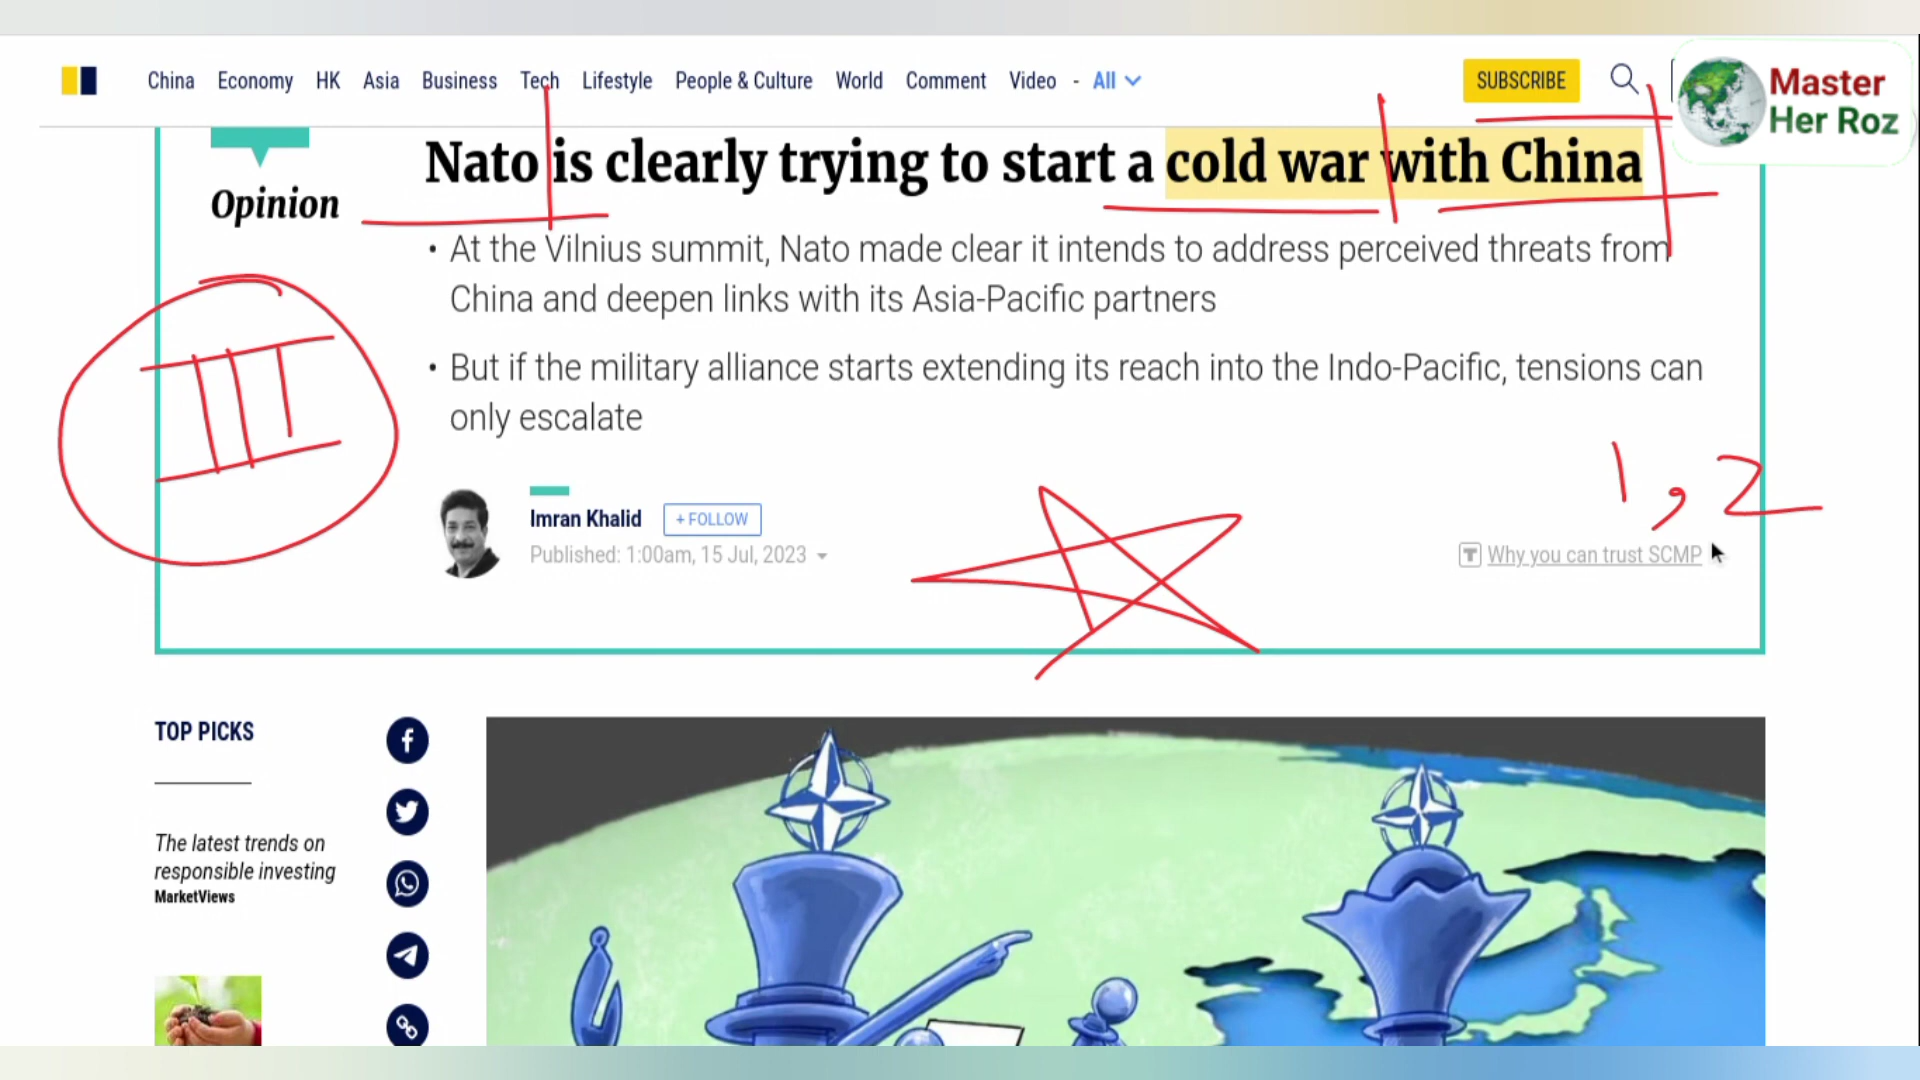 China Economy HK Asia Business Tech Lifestyle People & Culture World Comment Video - All SUBSCRIBE
Master
Her Roz
Nato is clearly trying to start a cold war with China
Opinion
• At the Vilnius summit, Nato made clear it intends to address perceived threats from
China and deepen links with its Asia-Pacific partners
• But if the military alliance starts extending its reach into the Indo-Pacific, tensions can
only escalate
III
1, 2
Imran Khalid + FOLLOW
Published: 1:00am, 15 Jul, 2023
T Why you can trust SCMP
TOP PICKS
The latest trends on
responsible investing
MarketViews